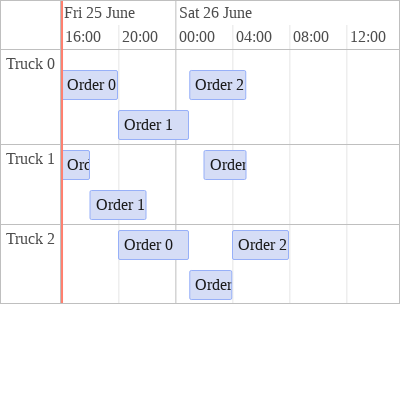 Fri 25 June Sat 26 June
16:00 20:00 00:00 04:00 08:00 12:00
Truck 0
Order 0 Order 2
Order 1
Truck 1
Ord Order
Order 1
Truck 2
Order 0 Order 2
Order